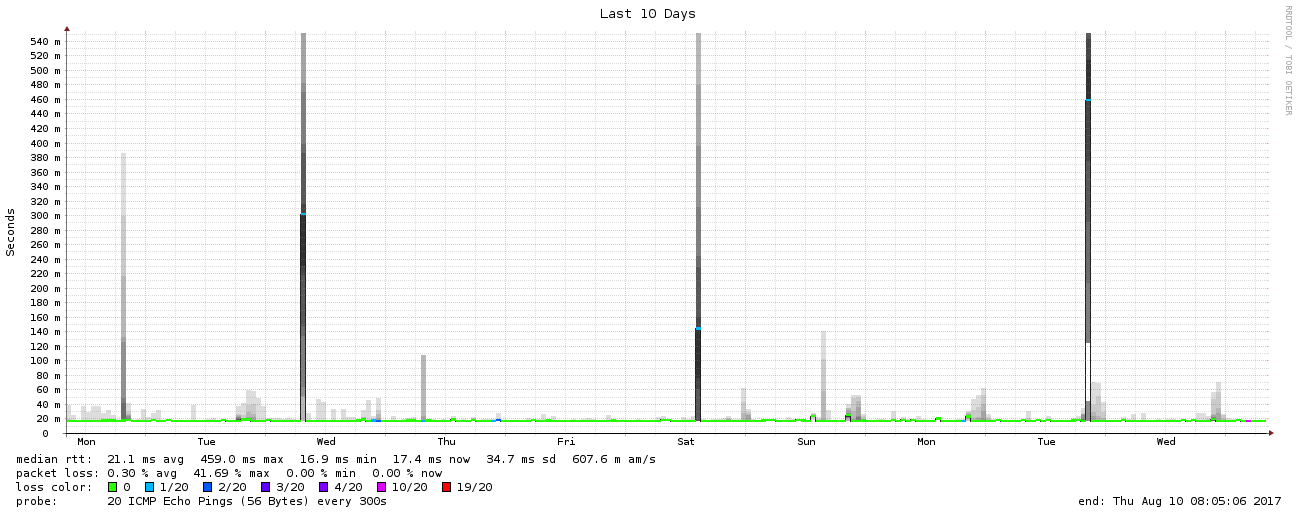 Last 10 Days
RRDTOOL / TOBI OETIKER
Seconds
540 m
520 m
500 m
480 m
460 m
440 m
420 m
400 m
380 m
360 m
340 m
320 m
300 m
280 m
260 m
240 m
220 m
200 m
180 m
160 m
140 m
120 m
100 m
80 m
60 m
40 m
20 m
0
Mon Tue Wed Thu Fri Sat Sun Mon Tue Wed
median rtt: 21.1 ms avg 459.0 ms max 16.9 ms min 17.4 ms now 34.7 ms sd 607.6 m am/s
packet loss: 0.30 % avg 41.69 % max 0.00 % min 0.00 % now
loss color: 0 1/20 2/20 3/20 4/20 10/20 19/20
probe: 20 ICMP Echo Pings (56 Bytes) every 300s end: Thu Aug 10 08:05:06 2017